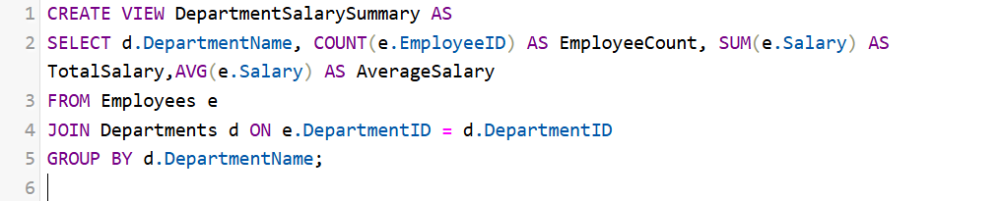 1 CREATE VIEW DepartmentSalarySummary AS
2 SELECT d.DepartmentName, COUNT(e.EmployeeID) AS EmployeeCount, SUM(e.Salary) AS
TotalSalary,AVG(e.Salary) AS AverageSalary
3 FROM Employees e
4 JOIN Departments d ON e.DepartmentID = d.DepartmentID
5 GROUP BY d.DepartmentName;
6